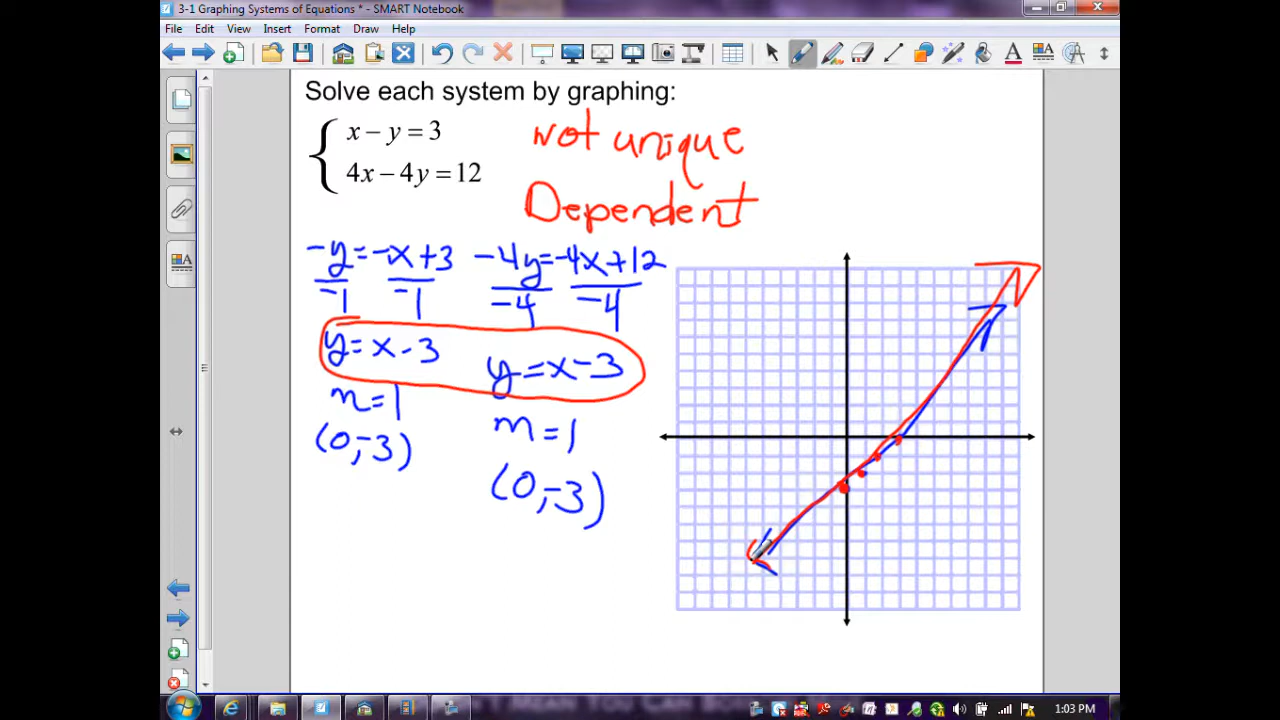 3-1 Graphing Systems of Equations * - SMART Notebook
File Edit View Insert Format Tools Draw Help
Solve each system by graphing:
x − y = 3
4x − 4y = 12
Not unique
Dependent
-y=-x+3
-1 -1
y=x-3
m=1
(0,-3)
-4y=-4x+12
-4 -4
y=x-3
m=1
(0,-3)
1:03 PM